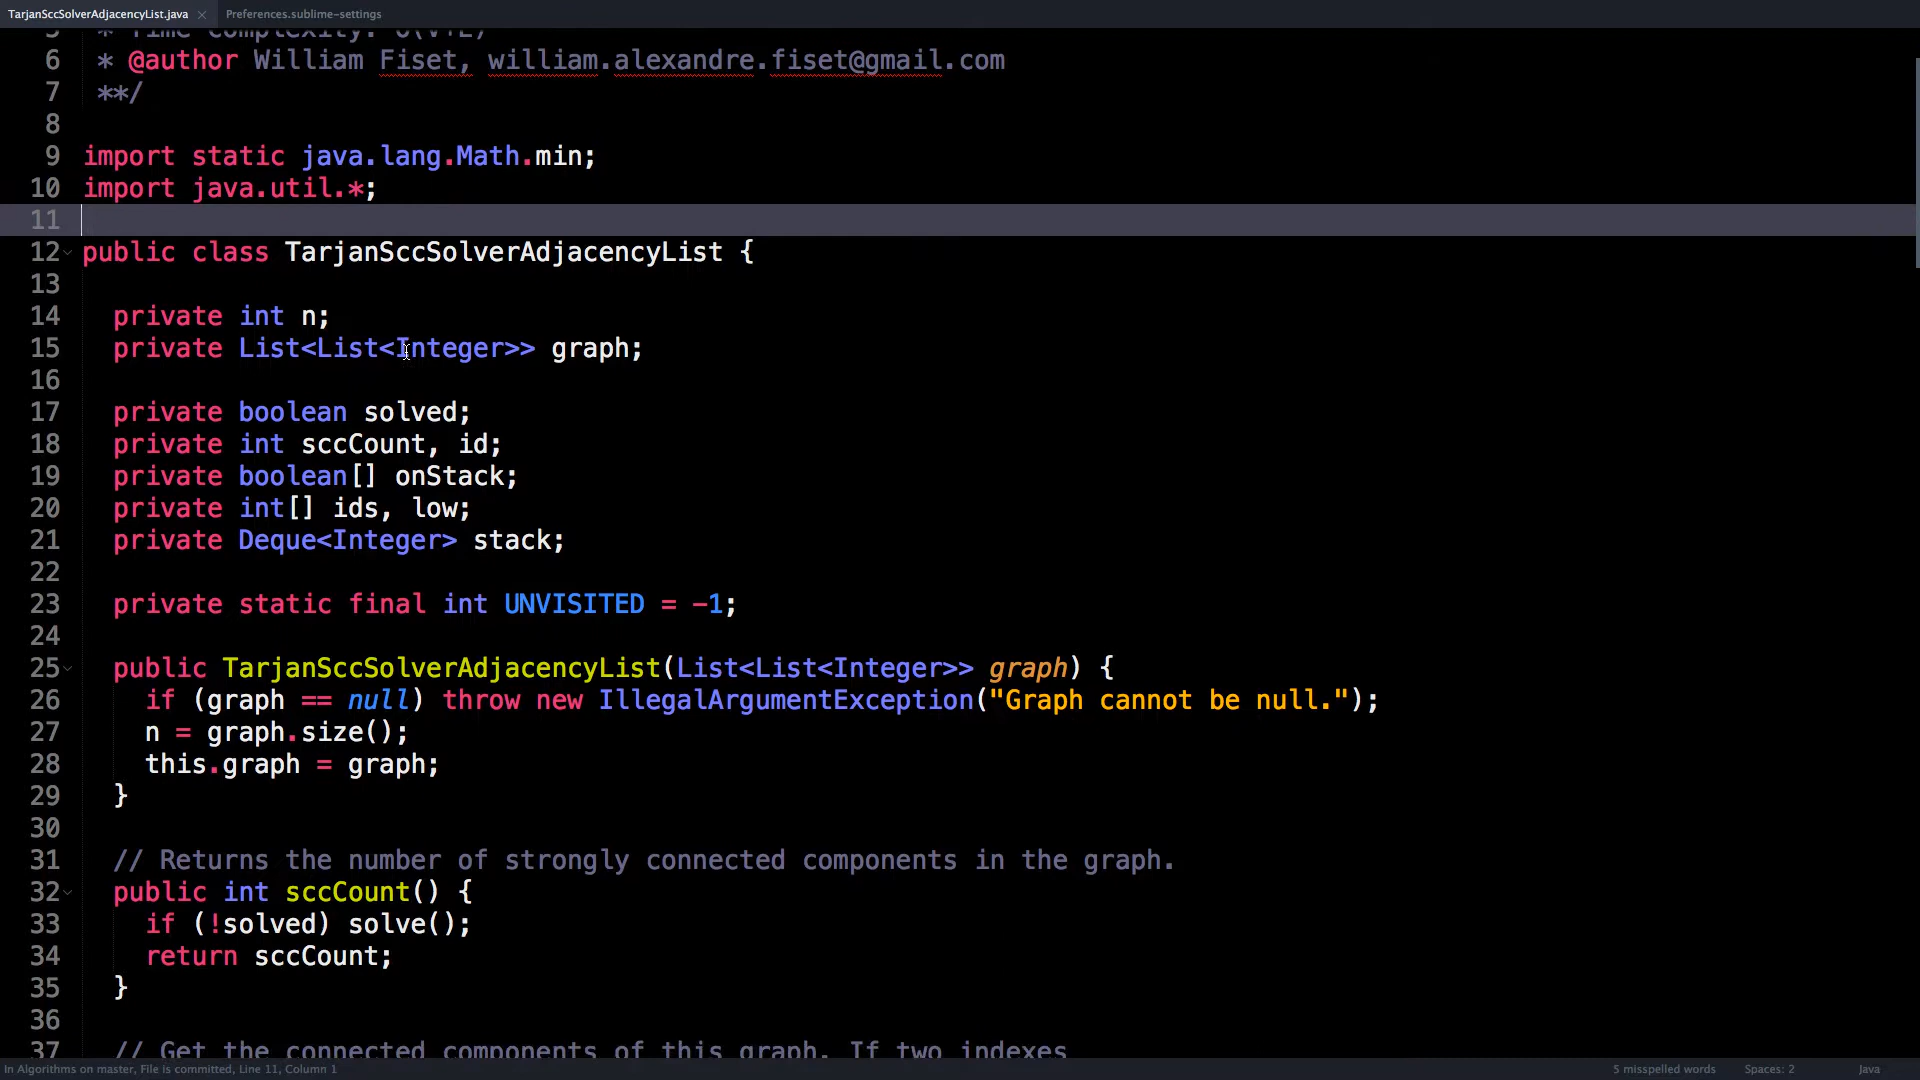 TarjanSccSolverAdjacencyList.java
Preferences.sublime-settings
5 * Time Complexity: O(V+E)
6 * @author William Fiset, william.alexandre.fiset@gmail.com
7 **/
8
9 import static java.lang.Math.min;
10 import java.util.*;
11
12 public class TarjanSccSolverAdjacencyList {
13
14 private int n;
15 private List<List<Integer>> graph;
16
17 private boolean solved;
18 private int sccCount, id;
19 private boolean[] onStack;
20 private int[] ids, low;
21 private Deque<Integer> stack;
22
23 private static final int UNVISITED = -1;
24
25 public TarjanSccSolverAdjacencyList(List<List<Integer>> graph) {
26 if (graph == null) throw new IllegalArgumentException("Graph cannot be null.");
27 n = graph.size();
28 this.graph = graph;
29 }
30
31 // Returns the number of strongly connected components in the graph.
32 public int sccCount() {
33 if (!solved) solve();
34 return sccCount;
35 }
36
37 // Get the connected components of this graph. If two indexes
In Algorithms on master, File is committed, Line 11, Column 1
5 misspelled words
Spaces: 2
Java